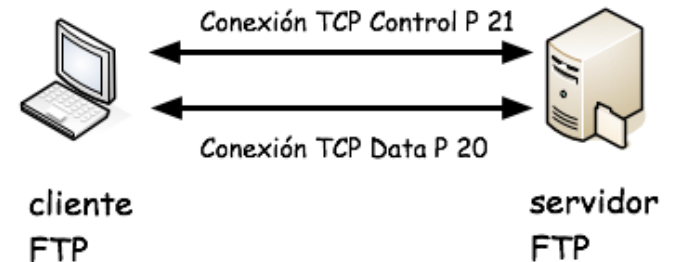 Conexión TCP Control P 21
Conexión TCP Data P 20
cliente
FTP
servidor
FTP